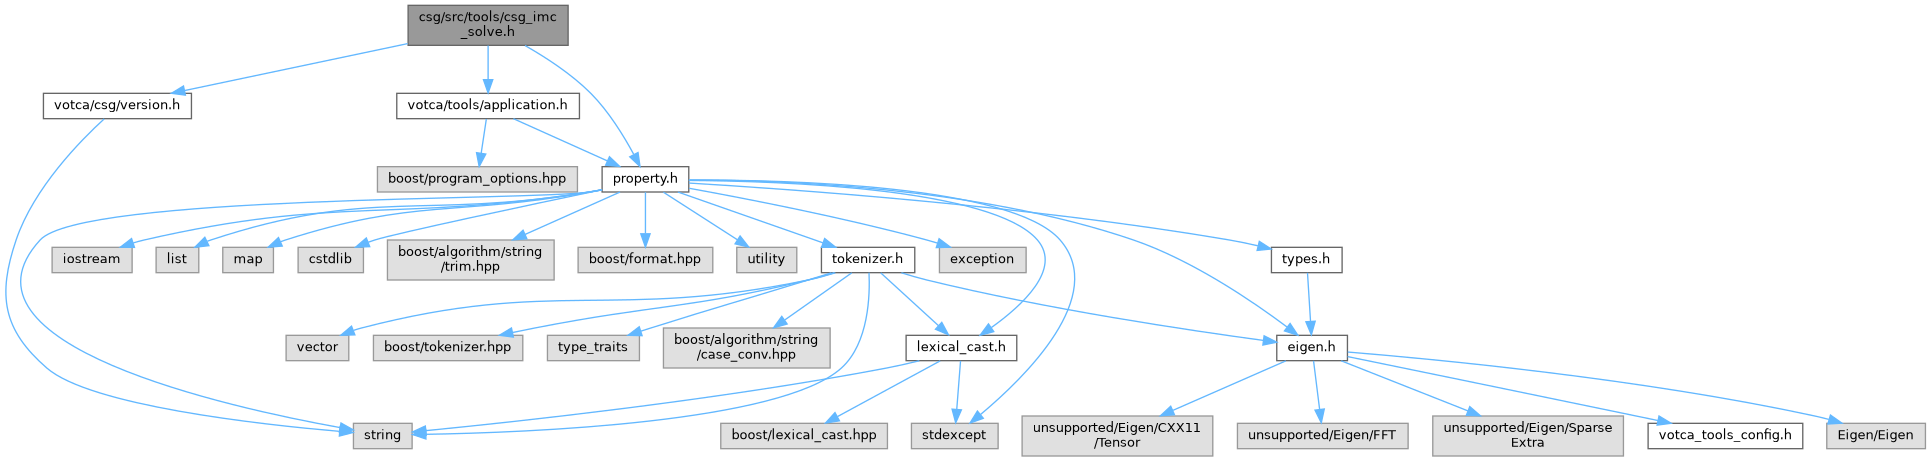 csg/src/tools/csg_imc
_solve.h
votca/csg/version.h
votca/tools/application.h
boost/program_options.hpp
property.h
iostream
list
map
cstdlib
boost/algorithm/string
/trim.hpp
boost/format.hpp
utility
tokenizer.h
exception
types.h
vector
boost/tokenizer.hpp
type_traits
boost/algorithm/string
/case_conv.hpp
lexical_cast.h
eigen.h
string
boost/lexical_cast.hpp
stdexcept
unsupported/Eigen/CXX11
/Tensor
unsupported/Eigen/FFT
unsupported/Eigen/Sparse
Extra
votca_tools_config.h
Eigen/Eigen